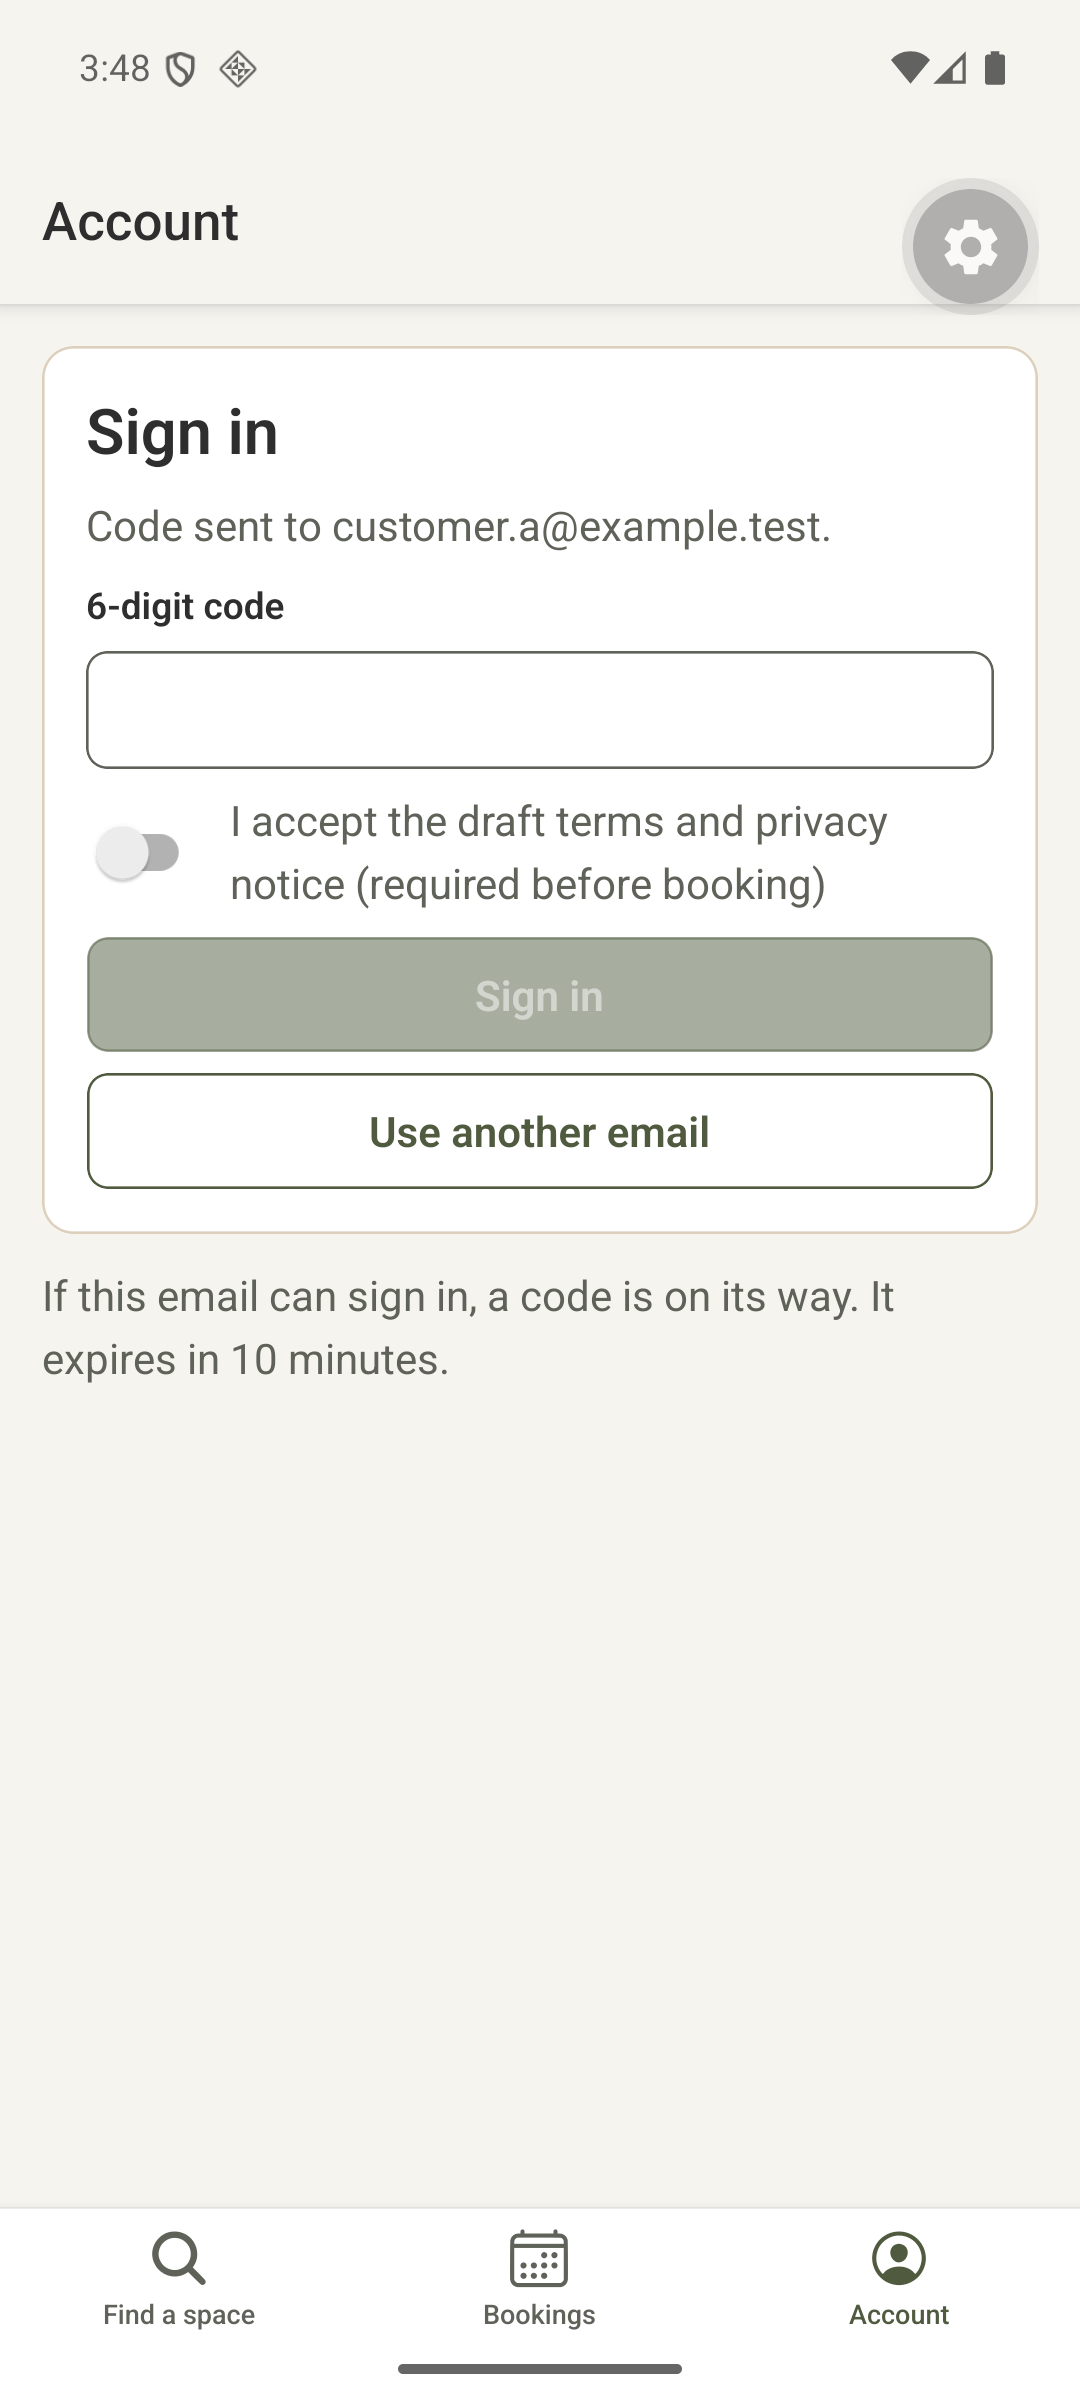 3:48
Account
Sign in
Code sent to customer.a@example.test.
6-digit code
I accept the draft terms and privacy
notice (required before booking)
Sign in
Use another email
If this email can sign in, a code is on its way. It
expires in 10 minutes.
Find a space
Bookings
Account